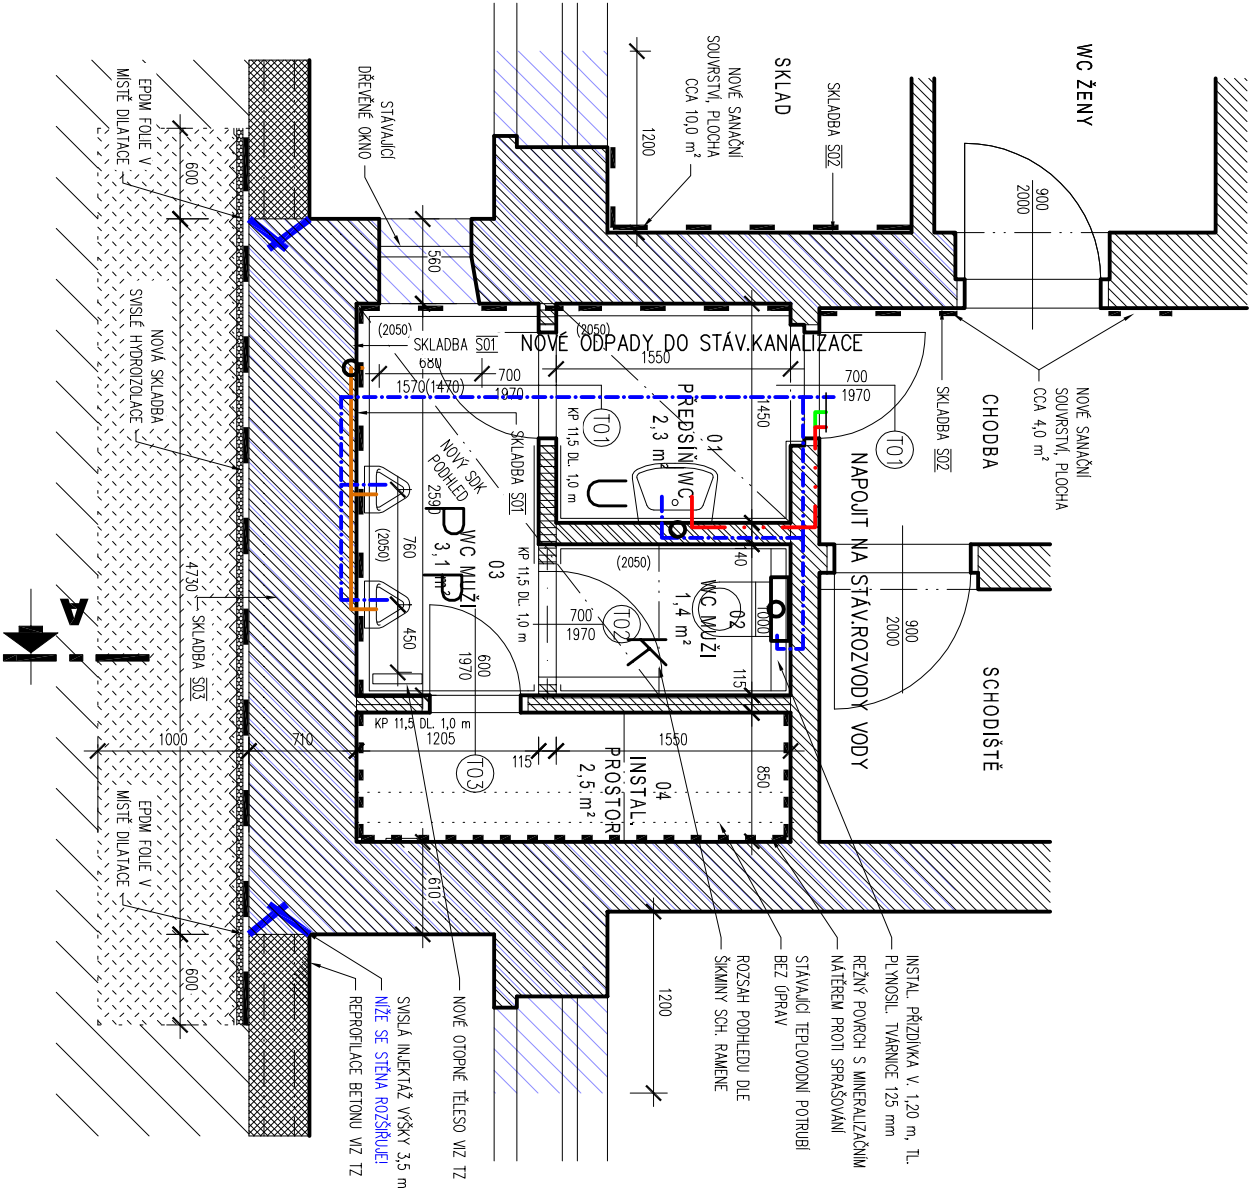 WC ŽENY
SKLAD
SKLADBA S02
NOVÉ SANAČNÍ
SOUVRSTVÍ, PLOCHA
CCA 10,0 m²
1200
STÁVAJÍCÍ
DŘEVĚNÉ OKNO
EPDM FOLIE V
MÍSTĚ DILATACE
600
900
2000
560
NOVÉ SANAČNÍ
SOUVRSTVÍ, PLOCHA
CCA 4,0 m²
CHODBA
SKLADBA S02
NOVÉ ODPADY DO STÁV.KANALIZACE
(2050)
(2050)
SKLADBA S01
680
1570(1470)
700
1970
1550
700
1970
T01
T01
1450
01
PŘEDSÍŇ WC
2,3 m²
KP 11,5 DL. 1,0 m
SKLADBA S01
NOVÝ SDK
PODHLED
2590
U
P
P
03
WC MUŽI
3,1 m²
(2050)
760
450
KP 11,5 DL. 1,0 m
(2050)
02
WC MUŽI
1,4 m²
1000
T02
700
1970
K
600
1970
115
NAPOJIT NA STÁV.ROZVODY VODY
900
2000
SCHODIŠTĚ
NOVÁ SKLADBA
SVISLÉ HYDROIZOLACE
4730
SKLADBA S03
A
1000
710
1205
115
1550
KP 11,5 DL. 1,0 m
T03
04
INSTAL.
PROSTOR
2,5 m²
850
610
1200
600
EPDM FOLIE V
MÍSTĚ DILATACE
INSTAL. PŘIZDÍVKA V. 1,20 m, TL.
PLYNOSIL. TVÁRNICE 125 mm
REŽNÝ POVRCH S MINERALIZAČNÍM
NÁTĚREM PROTI SPRAŠOVÁNÍ
STÁVAJÍCÍ TEPLOVODNÍ POTRUBÍ
BEZ ÚPRAV
ROZSAH PODHLEDU DLE
ŠIKMINY SCH. RAMENE
NOVÉ OTOPNÉ TĚLESO VIZ TZ
SVISLÁ INJEKTÁŽ VÝŠKY 3,5 m
NÍŽE SE STĚNA ROZŠIŘUJE!
REPROFILACE BETONU VIZ TZ